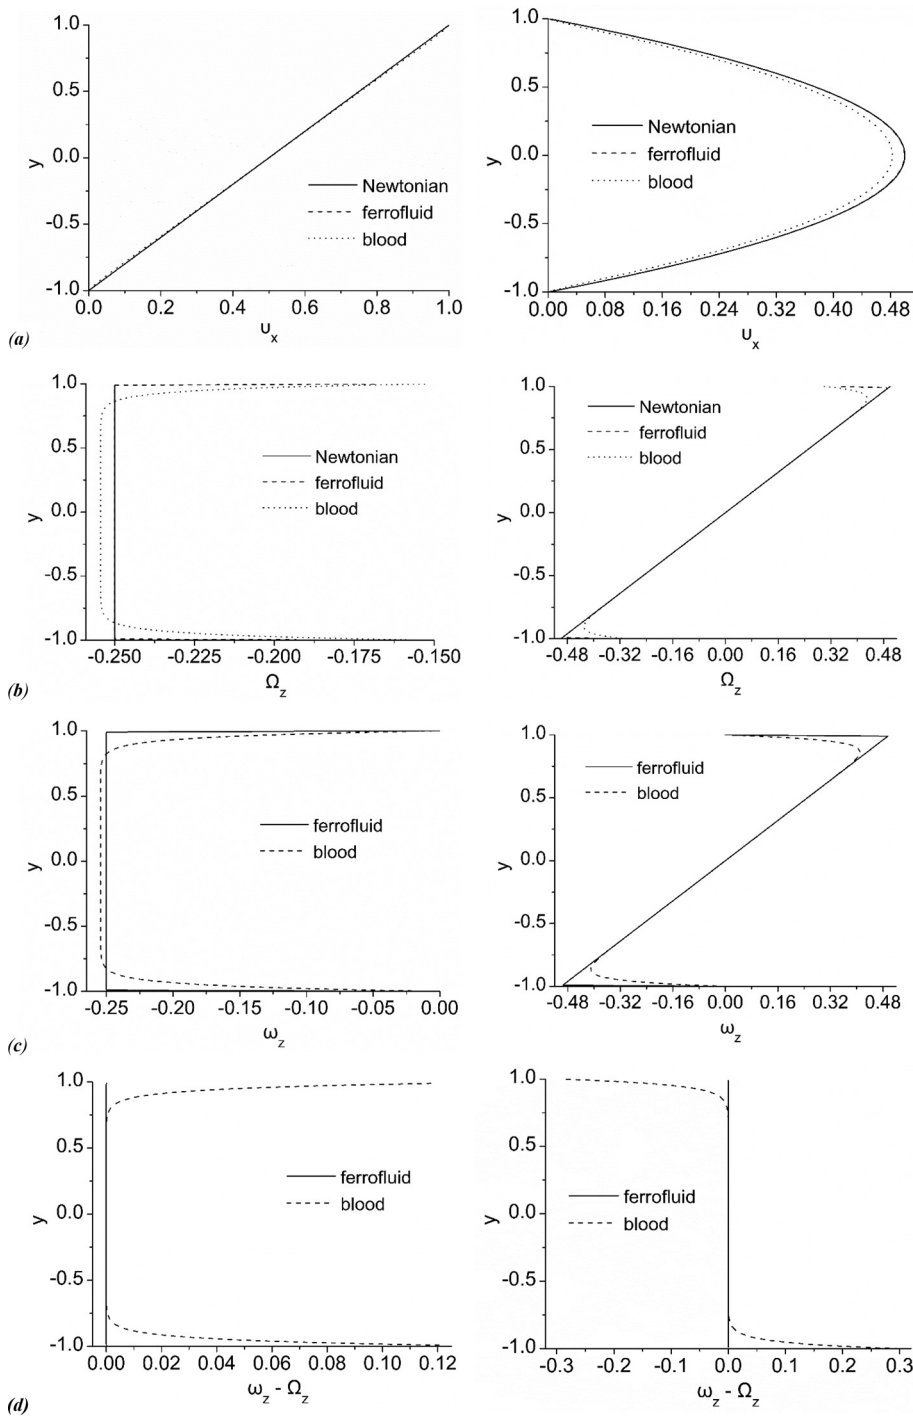 1.0
0.5
0.0
-0.5
-1.0
y
Newtonian
ferrofluid
blood
0.0 0.2 0.4 0.6 0.8 1.0
υx
1.0
0.5
0.0
-0.5
-1.0
y
Newtonian
ferrofluid
blood
0.00 0.08 0.16 0.24 0.32 0.40 0.48
υx
(a)
1.0
0.5
0.0
-0.5
-1.0
y
Newtonian
ferrofluid
blood
-0.250 -0.225 -0.200 -0.175 -0.150
Ωz
1.0
0.5
0.0
-0.5
-1.0
y
Newtonian
ferrofluid
blood
-0.48 -0.32 -0.16 0.00 0.16 0.32 0.48
Ωz
(b)
1.0
0.5
0.0
-0.5
-1.0
y
ferrofluid
blood
-0.25 -0.20 -0.15 -0.10 -0.05 0.00
ωz
1.0
0.5
0.0
-0.5
-1.0
y
ferrofluid
blood
-0.48 -0.32 -0.16 0.00 0.16 0.32 0.48
ωz
(c)
1.0
0.5
0.0
-0.5
-1.0
y
ferrofluid
blood
0.00 0.02 0.04 0.06 0.08 0.10 0.12
ωz - Ωz
1.0
0.5
0.0
-0.5
-1.0
y
ferrofluid
blood
-0.3 -0.2 -0.1 0.0 0.1 0.2 0.3
ωz - Ωz
(d)